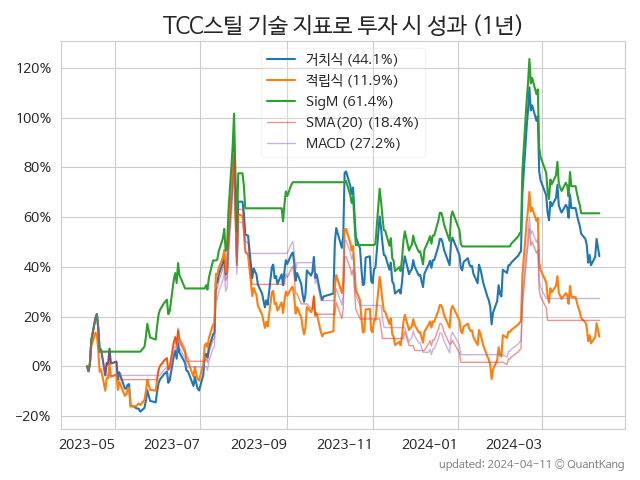 TCC스틸 기술 지표로 투자 시 성과 (1년)
거치식 (44.1%)
적립식 (11.9%)
SigM (61.4%)
SMA(20) (18.4%)
MACD (27.2%)
120%
100%
80%
60%
40%
20%
0%
−20%
2023-05 2023-07 2023-09 2023-11 2024-01 2024-03
updated: 2024-04-11 © QuantKang